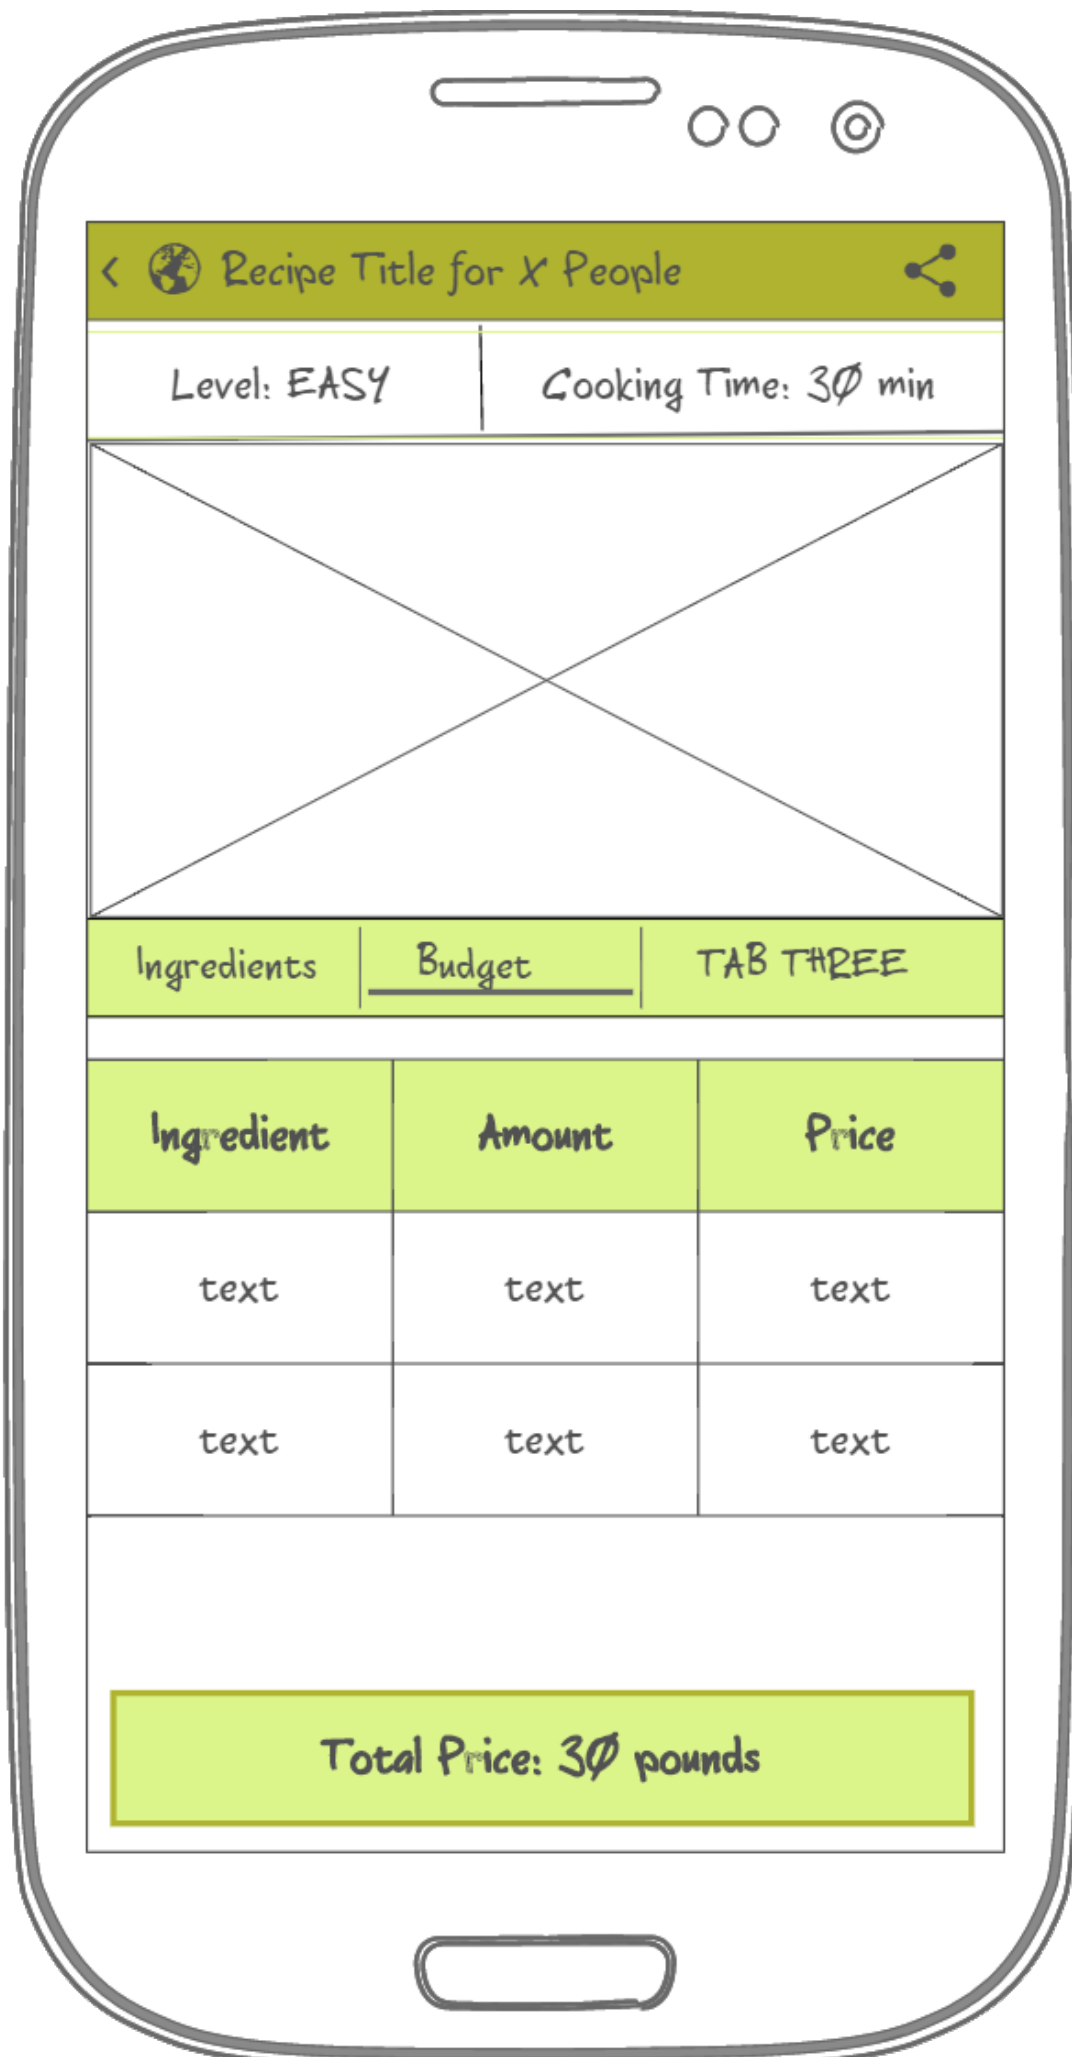 Recipe Title for X People
Level: EASY
Cooking Time: 30 min
Ingredients
Budget
TAB THREE
Ingredient Amount Price
text text text
text text text
Total Price: 30 pounds